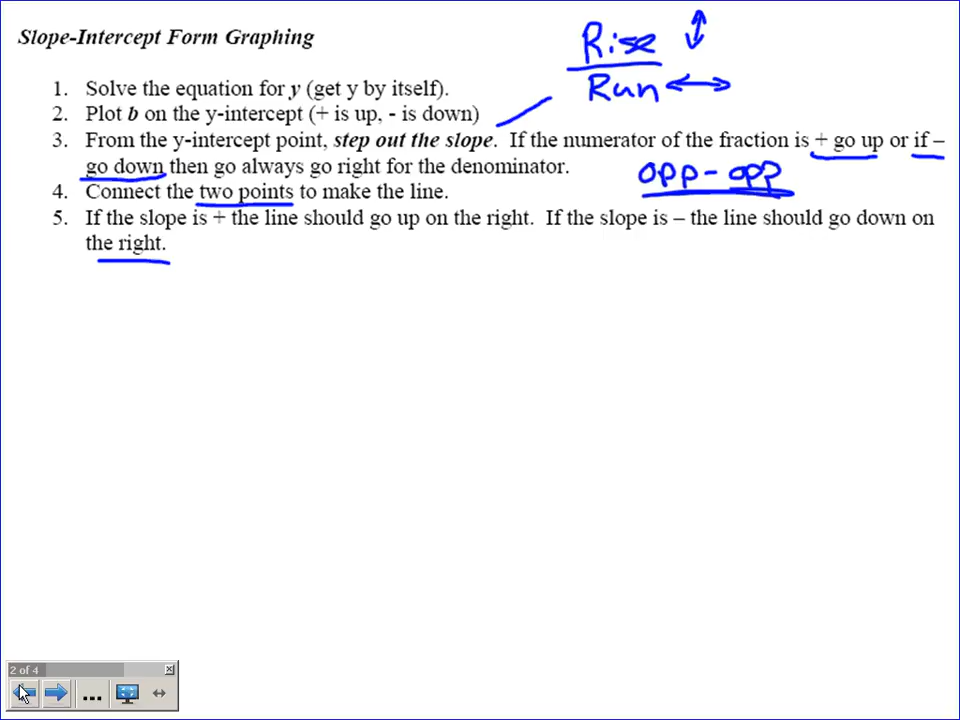 Slope-Intercept Form Graphing
Rise
Run
1. Solve the equation for y (get y by itself).
2. Plot b on the y-intercept (+ is up, - is down)
3. From the y-intercept point, step out the slope. If the numerator of the fraction is + go up or if –
go down then go always go right for the denominator.
opp - opp
4. Connect the two points to make the line.
5. If the slope is + the line should go up on the right. If the slope is – the line should go down on
the right.
2 of 4
...